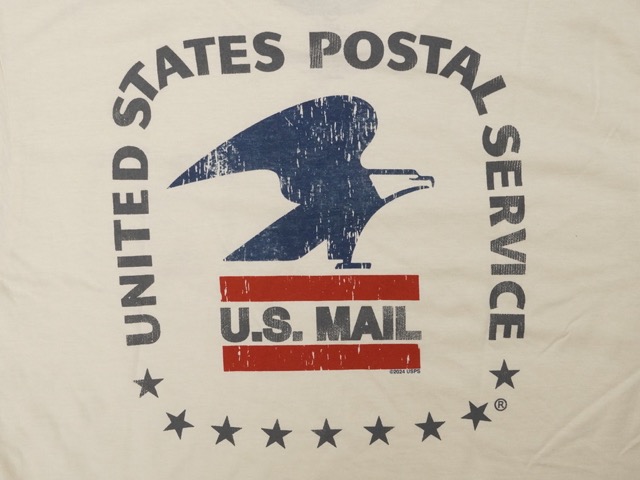 UNITED STATES POSTAL SERVICE
U.S. MAIL
©2024 USPS
®